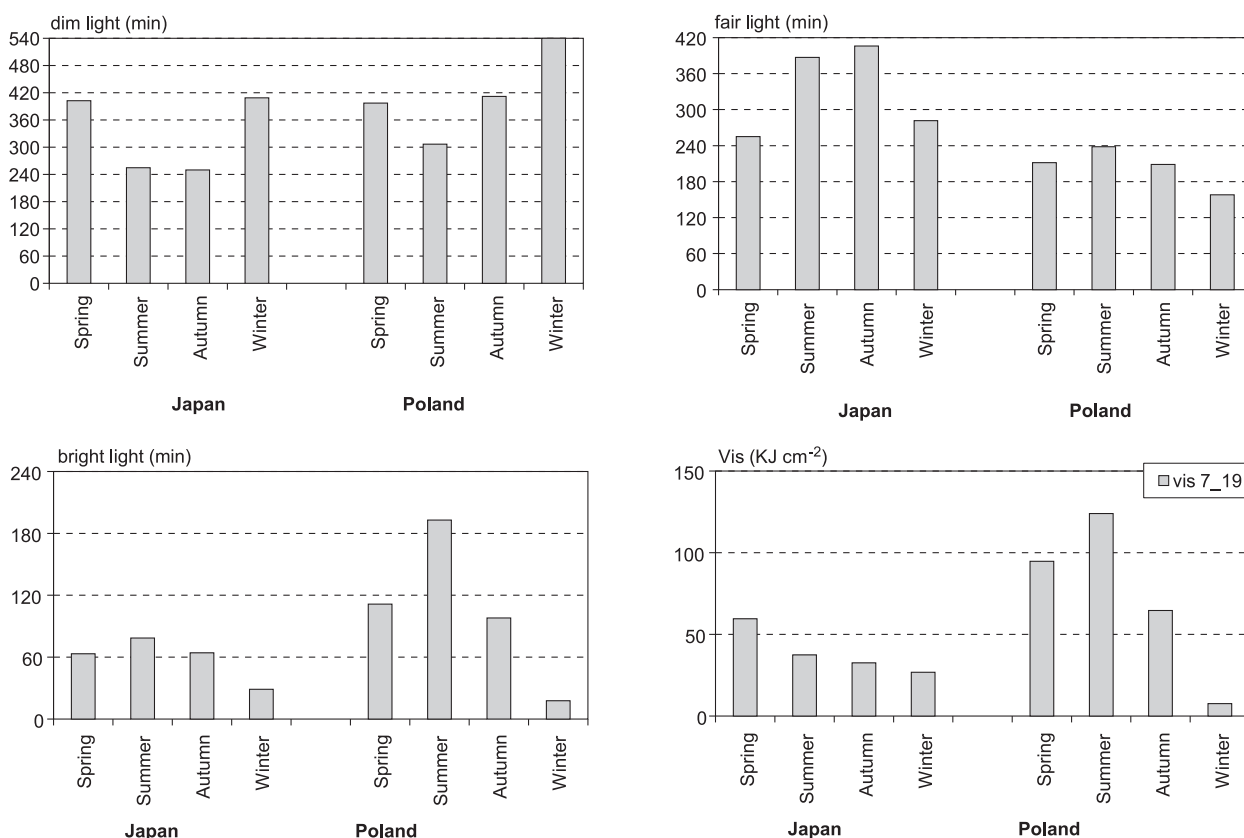 dim light (min)
540
480
420
360
300
240
180
120
60
0
Spring
Summer
Autumn
Winter
Spring
Summer
Autumn
Winter
Japan
Poland
fair light (min)
420
360
300
240
180
120
60
0
Spring
Summer
Autumn
Winter
Spring
Summer
Autumn
Winter
Japan
Poland
bright light (min)
240
180
120
60
0
Spring
Summer
Autumn
Winter
Spring
Summer
Autumn
Winter
Japan
Poland
Vis (KJ cm⁻²)
150
100
50
0
vis 7_19
Spring
Summer
Autumn
Winter
Spring
Summer
Autumn
Winter
Japan
Poland